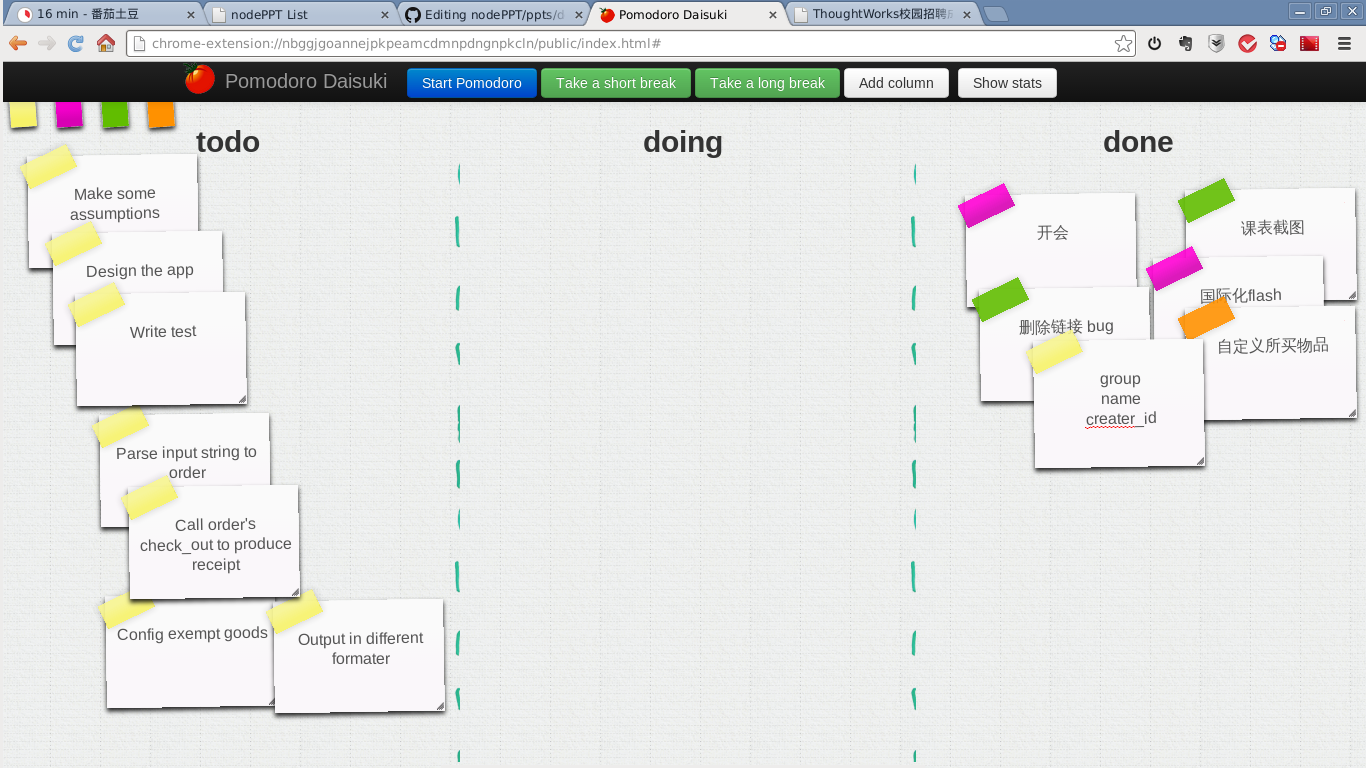 16 min - 番茄土豆
nodePPT List
Editing nodePPT/ppts/d
Pomodoro Daisuki
ThoughtWorks校园招聘
chrome-extension://nbggjgoannejpkpeamcdmnpdngnpkcln/public/index.html#
Pomodoro Daisuki
Start Pomodoro
Take a short break
Take a long break
Add column
Show stats
todo
doing
done
Make some
assumptions
Design the app
Write test
Parse input string to
order
Call order's
check_out to produce
receipt
Config exempt goods
Output in different
formater
开会
课表截图
国际化flash
删除链接 bug
自定义所买物品
group
name
creater_id